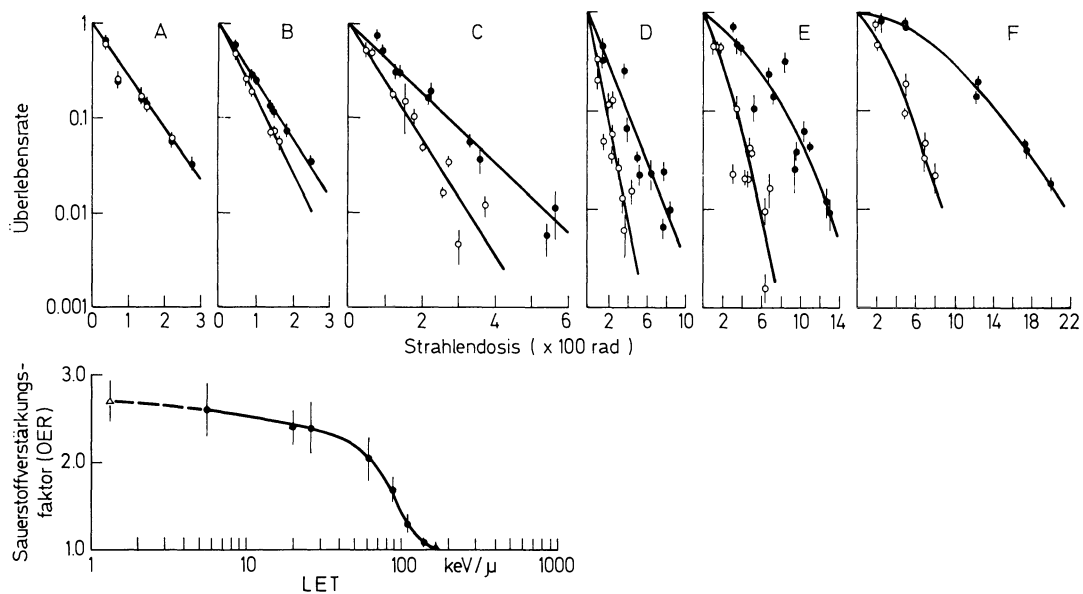 A B C D E F
1
0.1
0.01
0.001
Überlebensrate
0 1 2 3 0 1 2 3 0 2 4 6 0 2 6 10 2 6 10 14 2 6 10 14 18 22
Strahlendosis ( x 100 rad )
3.0
2.0
1.0
Sauerstoffverstärkungs-
faktor (OER)
1 10 100 keV/µ 1000
LET